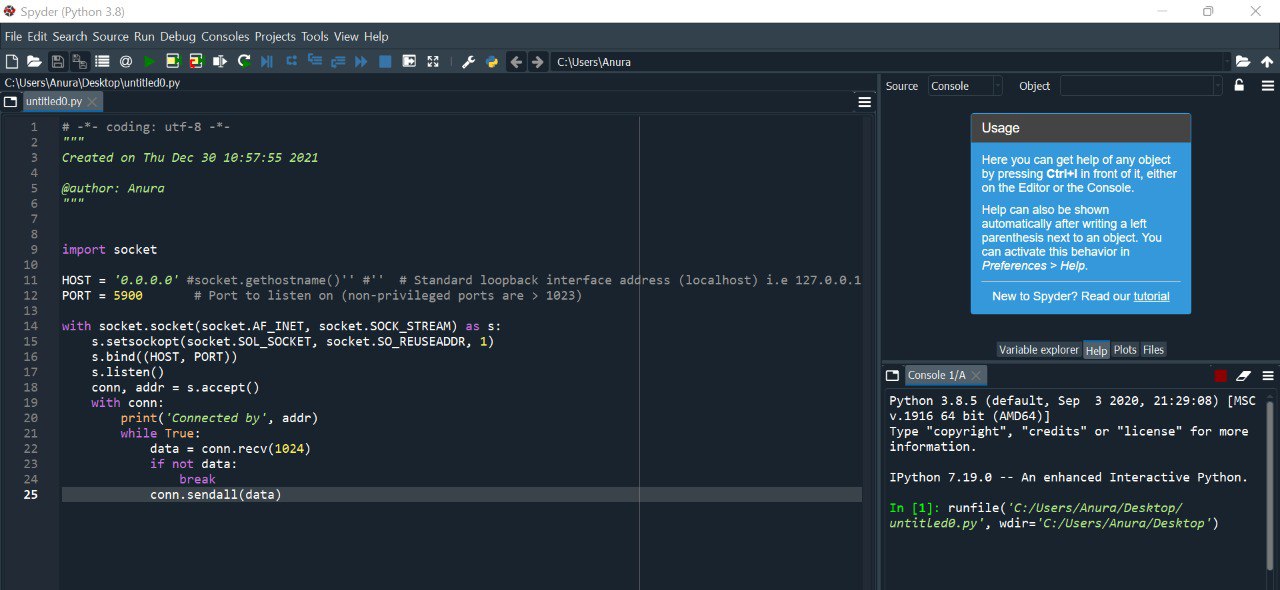 Spyder (Python 3.8)
File Edit Search Source Run Debug Consoles Projects Tools View Help
C:\Users\Anura
C:\Users\Anura\Desktop\untitled0.py
untitled0.py
1 # -*- coding: utf-8 -*-
2 """
3 Created on Thu Dec 30 10:57:55 2021
4
5 @author: Anura
6 """
7
8
9 import socket
10
11 HOST = '0.0.0.0' #socket.gethostname()'' #'' # Standard loopback interface address (localhost) i.e 127.0.0.1
12 PORT = 5900 # Port to listen on (non-privileged ports are > 1023)
13
14 with socket.socket(socket.AF_INET, socket.SOCK_STREAM) as s:
15 s.setsockopt(socket.SOL_SOCKET, socket.SO_REUSEADDR, 1)
16 s.bind((HOST, PORT))
17 s.listen()
18 conn, addr = s.accept()
19 with conn:
20 print('Connected by', addr)
21 while True:
22 data = conn.recv(1024)
23 if not data:
24 break
25 conn.sendall(data)
Source Console Object
Usage
Here you can get help of any object
by pressing Ctrl+I in front of it, either
on the Editor or the Console.
Help can also be shown
automatically after writing a left
parenthesis next to an object. You
can activate this behavior in
Preferences > Help.
New to Spyder? Read our tutorial
Variable explorer Help Plots Files
Console 1/A
Python 3.8.5 (default, Sep  3 2020, 21:29:08) [MSC
v.1916 64 bit (AMD64)]
Type "copyright", "credits" or "license" for more
information.
IPython 7.19.0 -- An enhanced Interactive Python.
In [1]: runfile('C:/Users/Anura/Desktop/
untitled0.py', wdir='C:/Users/Anura/Desktop')